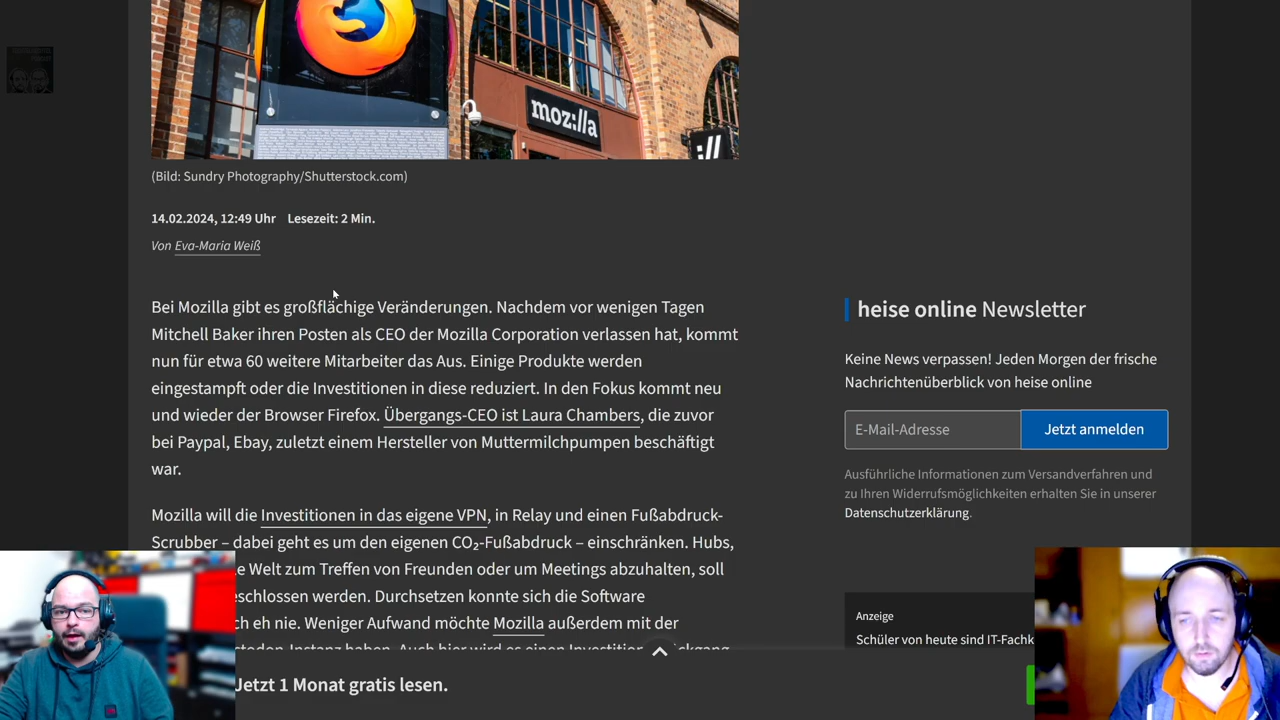 moz://a
://
(Bild: Sundry Photography/Shutterstock.com)
14.02.2024, 12:49 Uhr Lesezeit: 2 Min.
Von Eva-Maria Weiß
Bei Mozilla gibt es großflächige Veränderungen. Nachdem vor wenigen Tagen
Mitchell Baker ihren Posten als CEO der Mozilla Corporation verlassen hat, kommt
nun für etwa 60 weitere Mitarbeiter das Aus. Einige Produkte werden
eingestampft oder die Investitionen in diese reduziert. In den Fokus kommt neu
und wieder der Browser Firefox. Übergangs-CEO ist Laura Chambers, die zuvor
bei Paypal, Ebay, zuletzt einem Hersteller von Muttermilchpumpen beschäftigt
war.
Mozilla will die Investitionen in das eigene VPN, in Relay und einen Fußabdruck-
Scrubber – dabei geht es um den eigenen CO₂-Fußabdruck – einschränken. Hubs,
e Welt zum Treffen von Freunden oder um Meetings abzuhalten, soll
eschlossen werden. Durchsetzen konnte sich die Software
ch eh nie. Weniger Aufwand möchte Mozilla außerdem mit der
haben. Auch hier wird es einen
Jetzt 1 Monat gratis lesen.
heise online Newsletter
Keine News verpassen! Jeden Morgen der frische
Nachrichtenüberblick von heise online
E-Mail-Adresse
Jetzt anmelden
Ausführliche Informationen zum Versandverfahren und
zu Ihren Widerrufsmöglichkeiten erhalten Sie in unserer
Datenschutzerklärung.
Anzeige
Schüler von heute sind IT-Fachk